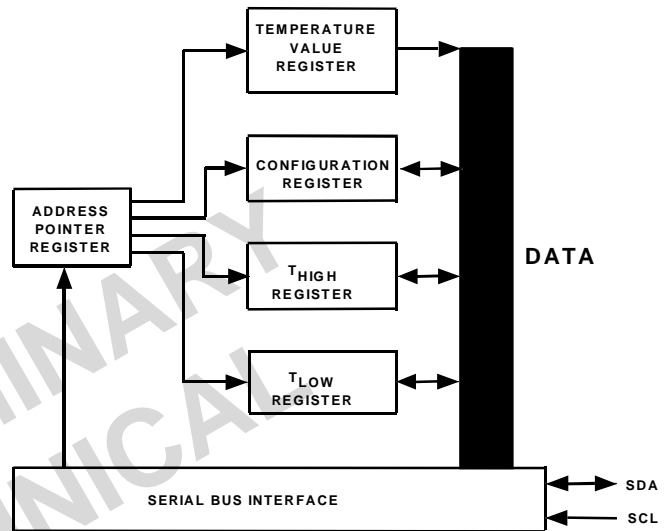 TEMPERATURE
VALUE
REGISTER
CONFIGURATION
REGISTER
ADDRESS
POINTER
REGISTER
THIGH
REGISTER
DATA
TLOW
REGISTER
SERIAL BUS INTERFACE
SDA
SCL